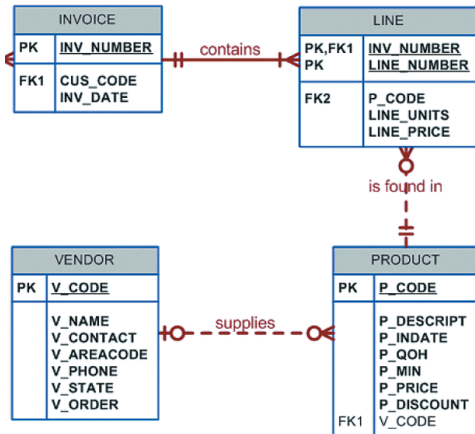 INVOICE
PK INV_NUMBER
FK1 CUS_CODE
INV_DATE
contains
LINE
PK,FK1 INV_NUMBER
PK LINE_NUMBER
FK2 P_CODE
LINE_UNITS
LINE_PRICE
is found in
VENDOR
PK V_CODE
V_NAME
V_CONTACT
V_AREACODE
V_PHONE
V_STATE
V_ORDER
supplies
PRODUCT
PK P_CODE
P_DESCRIPT
P_INDATE
P_QOH
P_MIN
P_PRICE
P_DISCOUNT
FK1 V_CODE